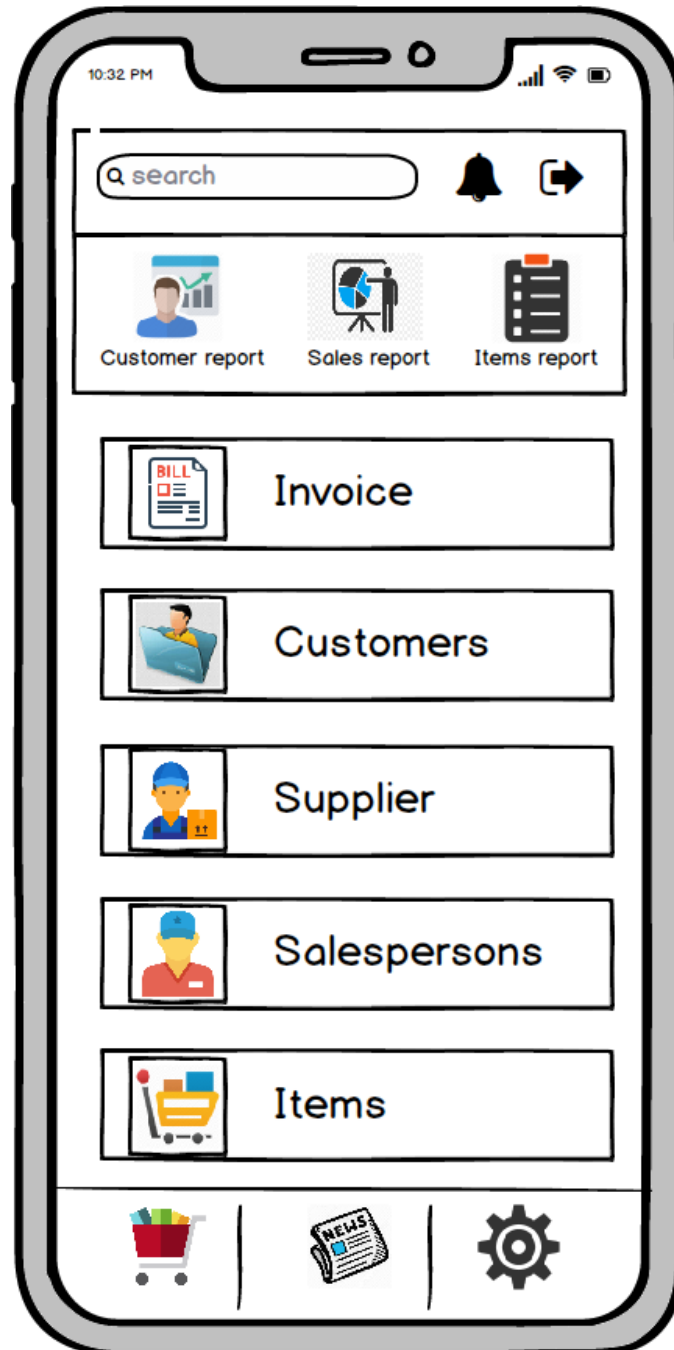 10:32 PM
search
Customer report Sales report Items report
BILL
Invoice
Customers
Supplier
Salespersons
Items
NEWS